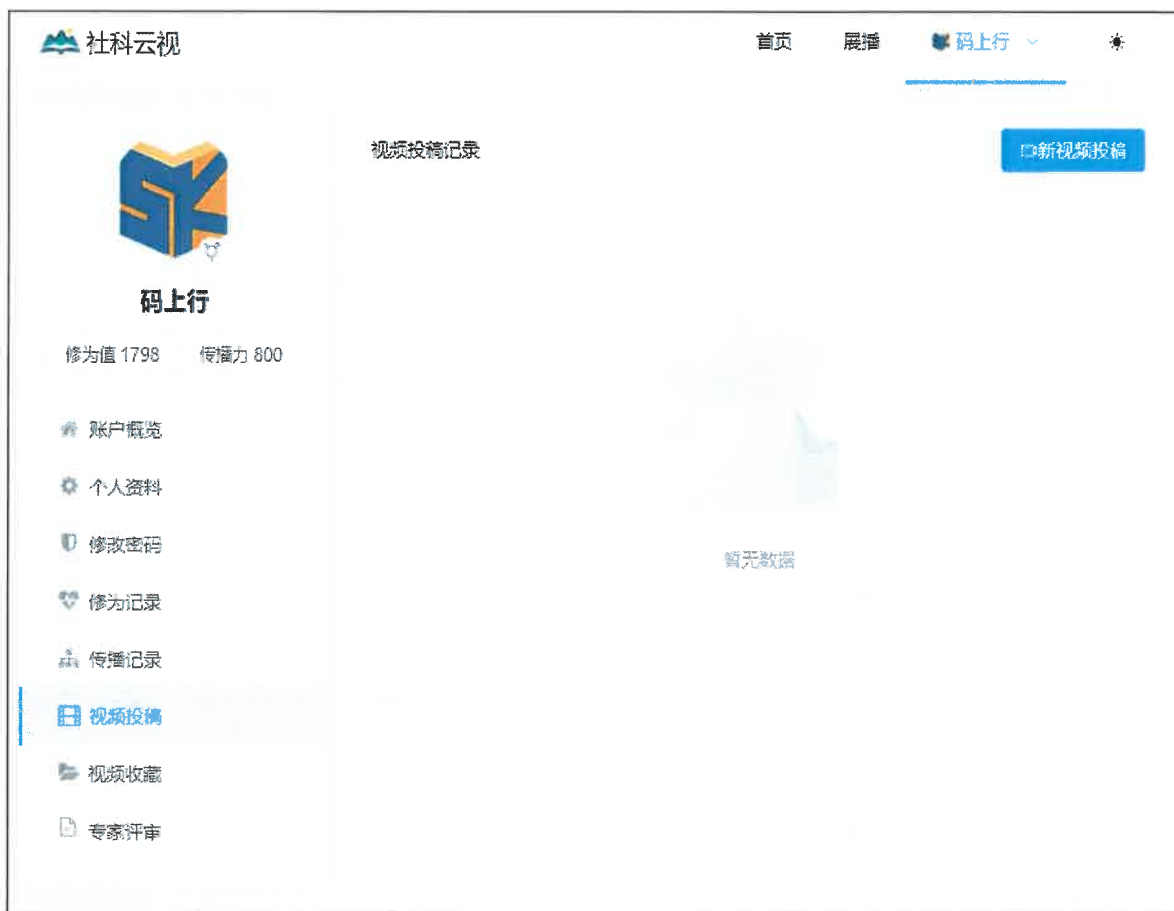 社科云视
首页 展播 码上行
视频投稿记录
新视频投稿
码上行
修为值 1798 传播力 800
账户概览
个人资料
修改密码
修为记录
传播记录
视频投稿
视频收藏
专家评审
暂无数据